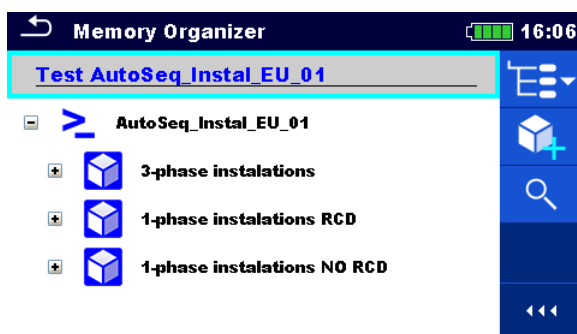 Memory Organizer 16:06
Test AutoSeq_Instal_EU_01
AutoSeq_Instal_EU_01
3-phase instalations
1-phase instalations RCD
1-phase instalations NO RCD